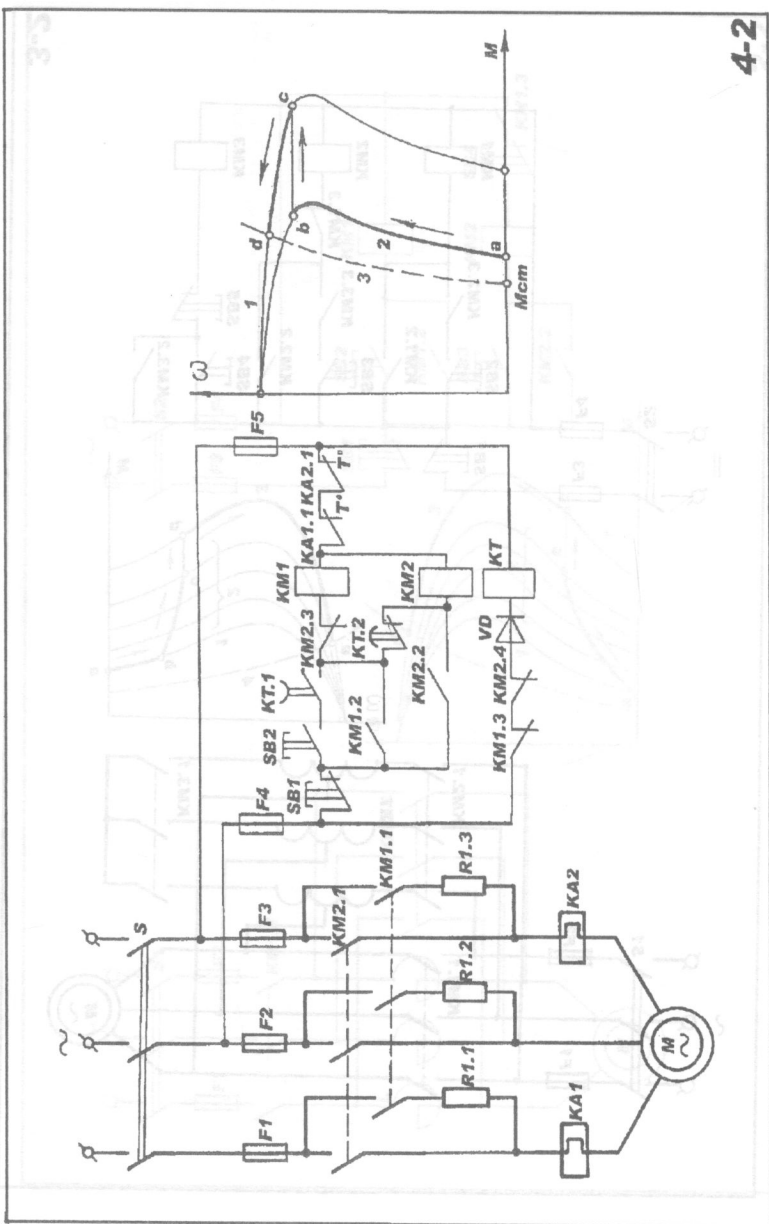 4-2
M
c
b
d
1
2
3
a
Мст
ω
F5
KA1.1
KA2.1
T°
T°
KM1
KM2
KT
KM2.3
KT.2
VD
KT.1
KM2.2
KM2.4
SB2
KM1.2
KM1.3
SB1
F4
~
S
F1
F2
F3
KM2.1
KM1.1
R1.1
R1.2
R1.3
KA1
KA2
M
~